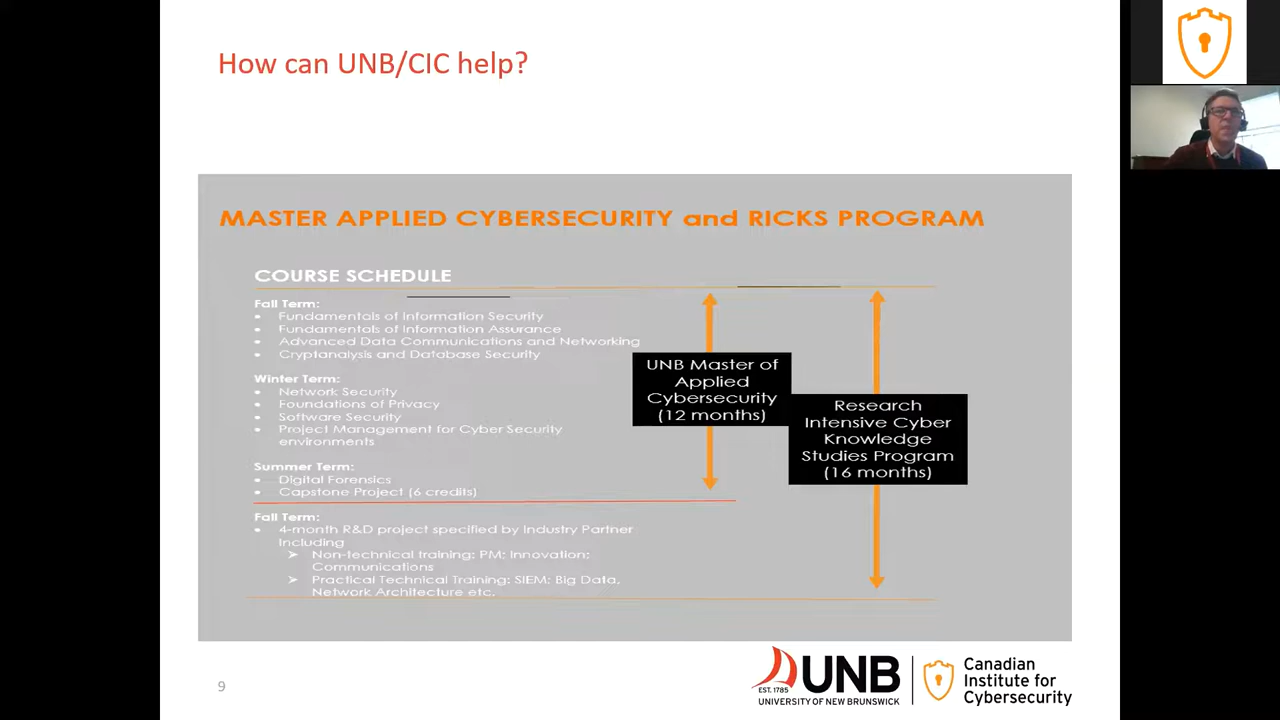 How can UNB/CIC help?
MASTER APPLIED CYBERSECURITY and RICKS PROGRAM
COURSE SCHEDULE
Fall Term:
• Fundamentals of Information Security
• Fundamentals of Information Assurance
• Advanced Data Communications and Networking
• Cryptanalysis and Database Security
Winter Term:
• Network Security
• Foundations of Privacy
• Software Security
• Project Management for Cyber Security
environments
Summer Term:
• Digital Forensics
• Capstone Project (6 credits)
Fall Term:
• 4-month R&D project specified by Industry Partner
Including
➢ Non-technical training: PM; Innovation;
Communications
➢ Practical Technical Training: SIEM; Big Data,
Network Architecture etc.
UNB Master of
Applied
Cybersecurity
(12 months)
Research
Intensive Cyber
Knowledge
Studies Program
(16 months)
9
EST. 1785
UNB
UNIVERSITY OF NEW BRUNSWICK
Canadian
Institute for
Cybersecurity